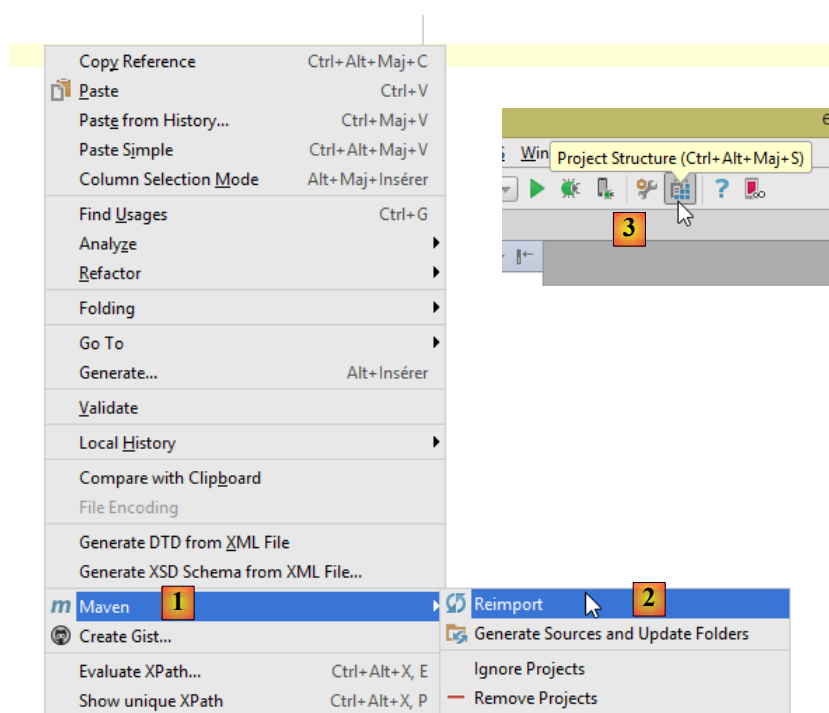 Copy Reference Ctrl+Alt+Maj+C
Paste Ctrl+V
Paste from History... Ctrl+Maj+V
Paste Simple Ctrl+Alt+Maj+V
Column Selection Mode Alt+Maj+Insérer
Find Usages Ctrl+G
Analyze
Refactor
Folding
Go To
Generate... Alt+Insérer
Validate
Local History
Compare with Clipboard
File Encoding
Generate DTD from XML File
Generate XSD Schema from XML File...
Maven 1
Create Gist...
Evaluate XPath... Ctrl+Alt+X, E
Show unique XPath Ctrl+Alt+X, P
Reimport 2
Generate Sources and Update Folders
Ignore Projects
Remove Projects
Win
Project Structure (Ctrl+Alt+Maj+S)
3